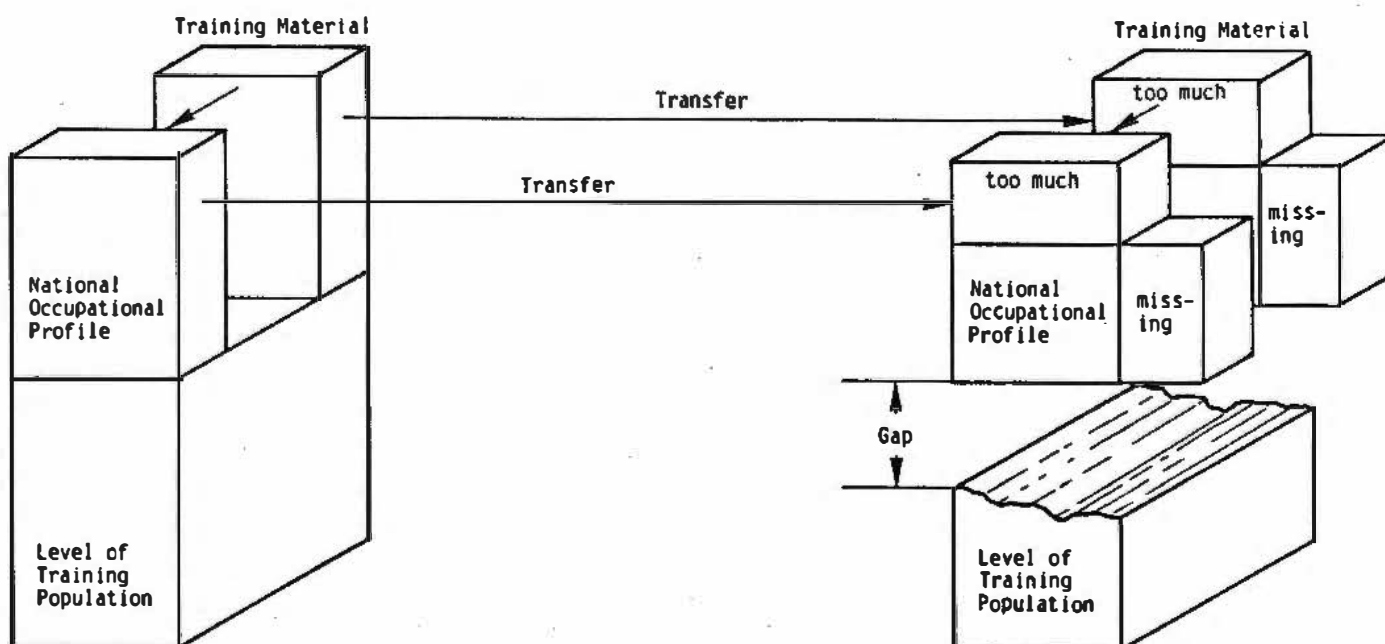 Training Material
Transfer
Transfer
National
Occupational
Profile
Level of
Training
Population
Training Material
too much
too much
miss-
ing
National
Occupational
Profile
miss-
ing
Gap
Level of
Training
Population